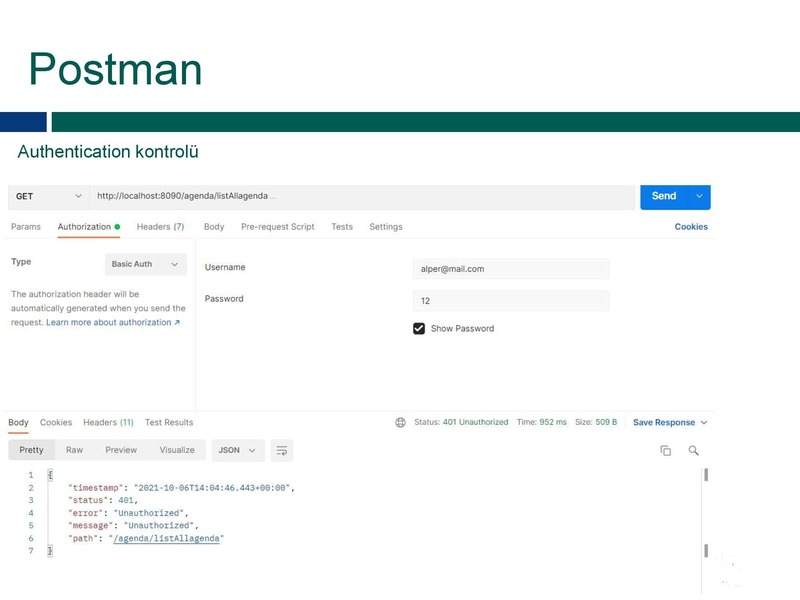 Postman
Authentication kontrolü
GET http://localhost:8090/agenda/listAllagenda ... Send
Params Authorization Headers (7) Body Pre-request Script Tests Settings Cookies
Type Basic Auth
The authorization header will be
automatically generated when you send the
request. Learn more about authorization ↗
Username alper@mail.com
Password 12
Show Password
Body Cookies Headers (11) Test Results Status: 401 Unauthorized Time: 952 ms Size: 509 B Save Response
Pretty Raw Preview Visualize JSON
1 {
2 "timestamp": "2021-10-06T14:04:46.443+00:00",
3 "status": 401,
4 "error": "Unauthorized",
5 "message": "Unauthorized",
6 "path": "/agenda/listAllagenda"
7 }